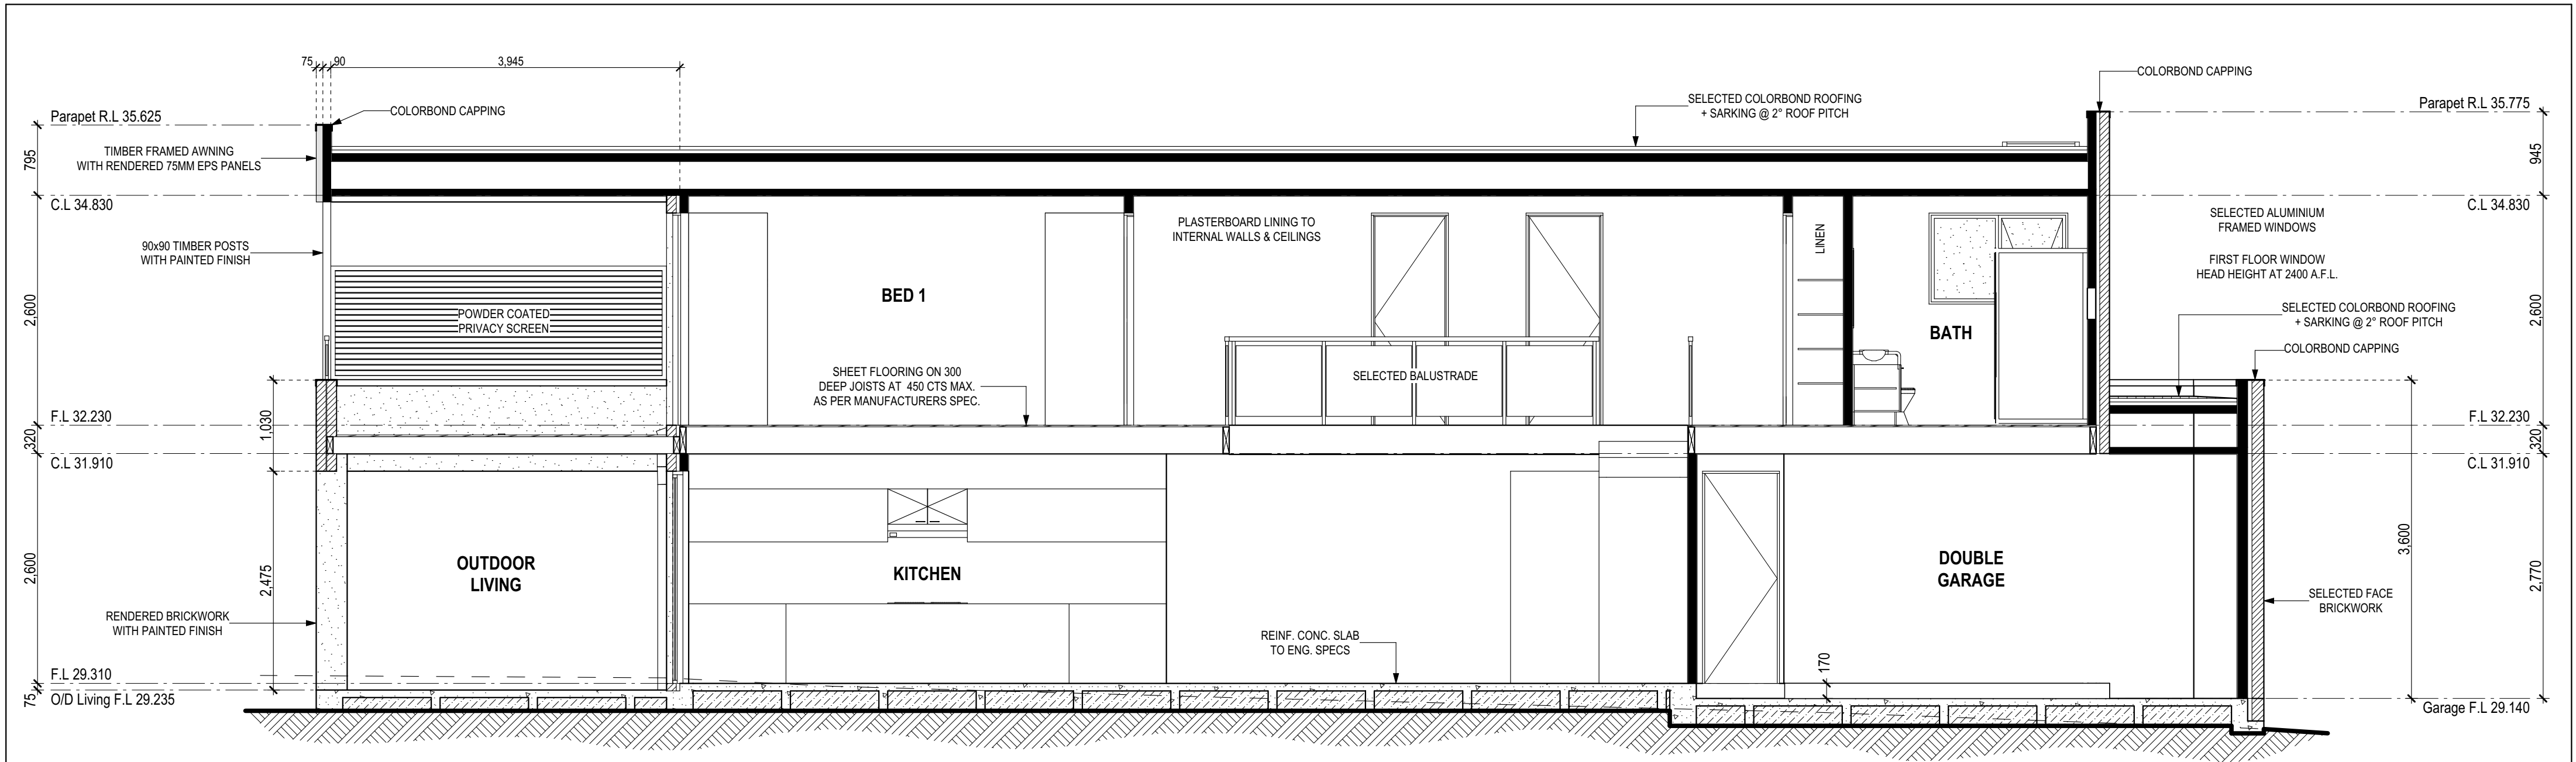 75
90
3,945
COLORBOND CAPPING
Parapet R.L 35.625
COLORBOND CAPPING
SELECTED COLORBOND ROOFING
+ SARKING @ 2° ROOF PITCH
Parapet R.L 35.775
795
TIMBER FRAMED AWNING
WITH RENDERED 75MM EPS PANELS
945
C.L 34.830
C.L 34.830
90x90 TIMBER POSTS
WITH PAINTED FINISH
PLASTERBOARD LINING TO
INTERNAL WALLS & CEILINGS
LINEN
SELECTED ALUMINIUM
FRAMED WINDOWS
FIRST FLOOR WINDOW
HEAD HEIGHT AT 2400 A.F.L.
2,600
POWDER COATED
PRIVACY SCREEN
BED 1
BATH
SELECTED COLORBOND ROOFING
+ SARKING @ 2° ROOF PITCH
2,600
COLORBOND CAPPING
SHEET FLOORING ON 300
DEEP JOISTS AT 450 CTS MAX.
AS PER MANUFACTURERS SPEC.
SELECTED BALUSTRADE
F.L 32.230
1,030
F.L 32.230
320
320
C.L 31.910
C.L 31.910
2,600
2,475
OUTDOOR
LIVING
KITCHEN
DOUBLE
GARAGE
3,600
2,770
RENDERED BRICKWORK
WITH PAINTED FINISH
SELECTED FACE
BRICKWORK
REINF. CONC. SLAB
TO ENG. SPECS
170
F.L 29.310
75
O/D Living F.L 29.235
Garage F.L 29.140